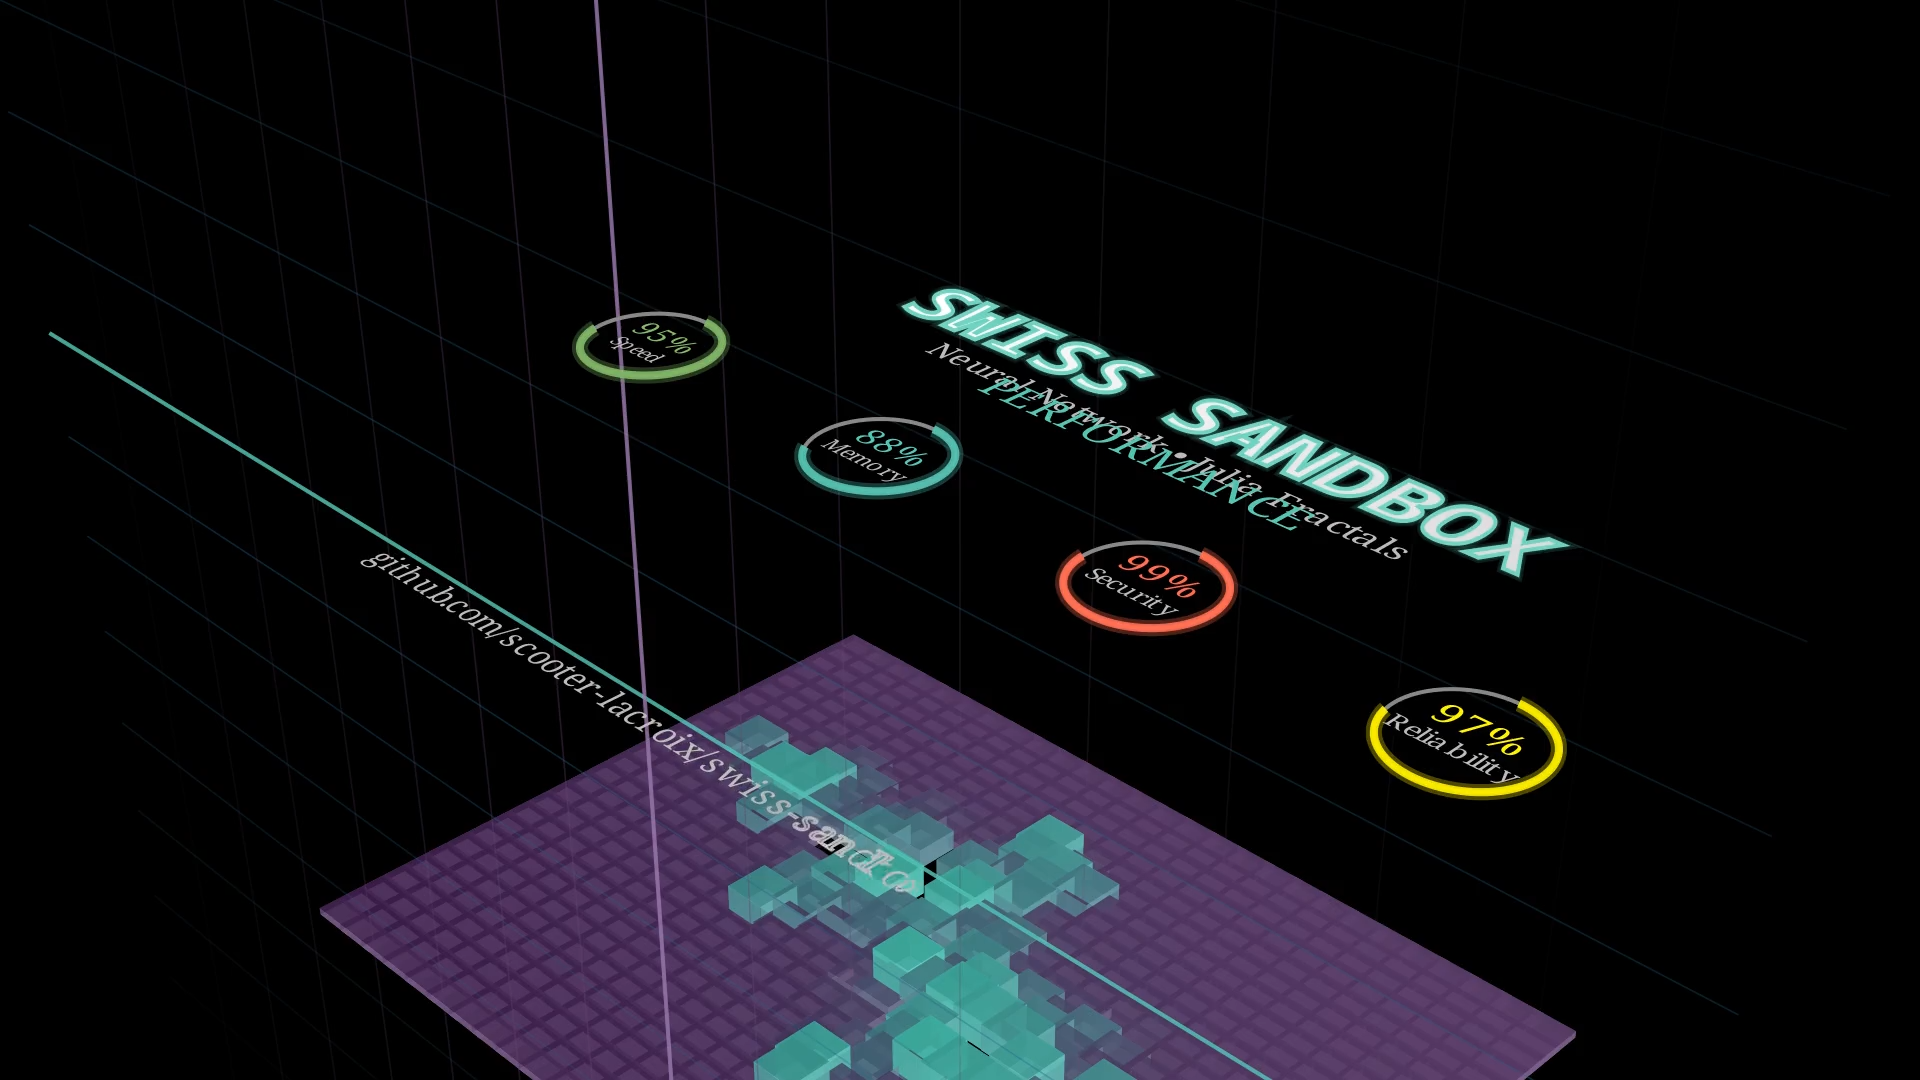 SWISS SANDBOX
Neural Network • Julia Fractals
PERFORMANCE
95%
Speed
88%
Memory
99%
Security
97%
Reliability
github.com/scooter-lacroix/swiss-sand